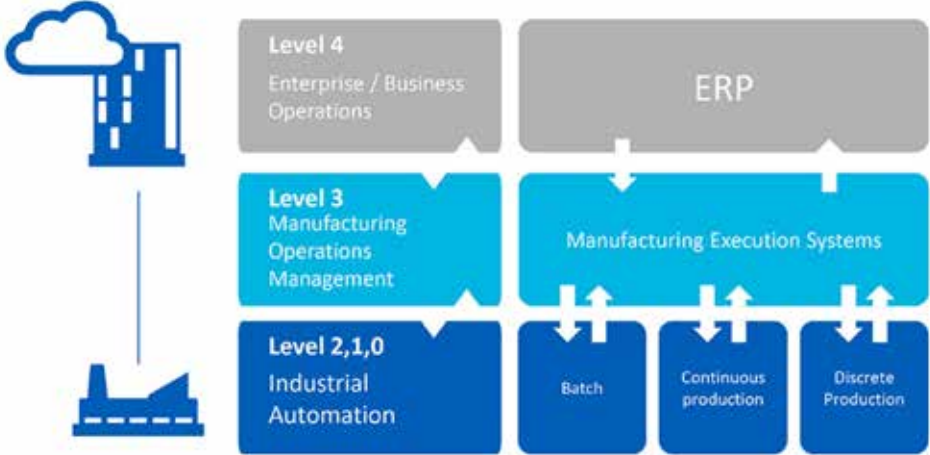 Level 4
Enterprise / Business
Operations
ERP
Level 3
Manufacturing
Operations
Management
Manufacturing Execution Systems
Level 2,1,0
Industrial
Automation
Batch
Continuous
production
Discrete
Production